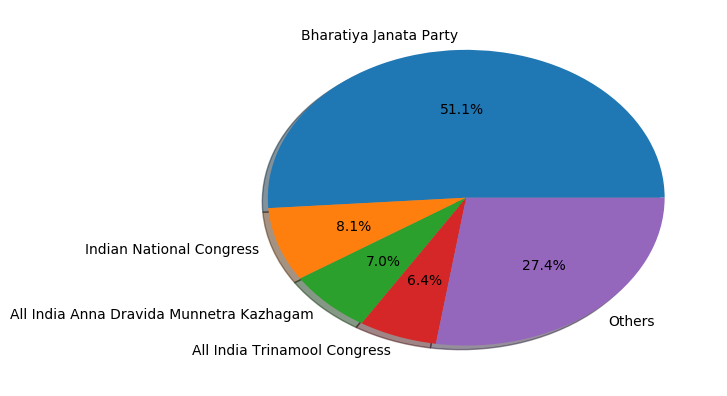 Bharatiya Janata Party
51.1%
8.1%
Indian National Congress
7.0%
6.4%
27.4%
All India Anna Dravida Munnetra Kazhagam
Others
All India Trinamool Congress